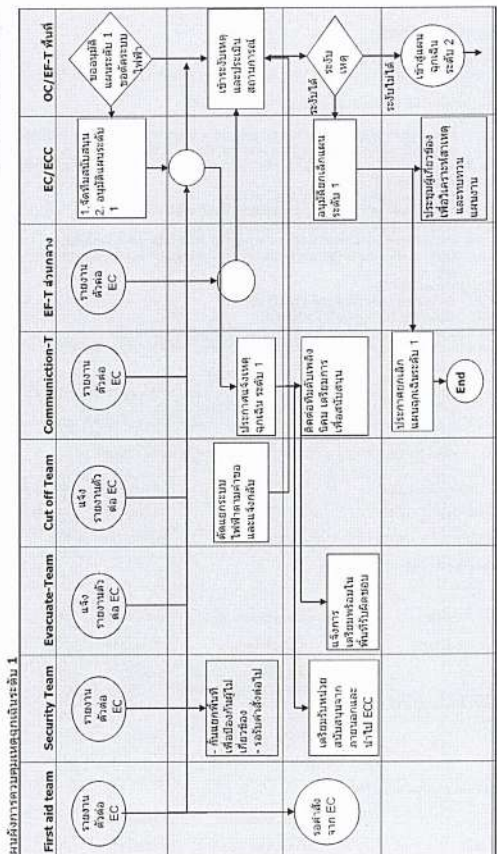 แผนผังการควบคุมเหตุฉุกเฉินระดับ 1
First aid team
Security Team
Evacuate-Team
Cut off Team
Communiction-T
EF-T ส่วนกลาง
EC/ECC
OC/EF-T พื้นที่
รายงาน
ตัวต่อ
EC
รายงาน
ตัวต่อ
EC
แจ้ง
รายงานตัว
ต่อ EC
แจ้ง
รายงานตัว
ต่อ EC
รายงาน
ตัวต่อ
EC
รายงาน
ตัวต่อ
EC
1.จัดทีมสนับสนุน
2. อนุมัติแผนระดับ
1
ขออนุมัติ
แผนระดับ 1
ขอตัดระบบ
ไฟฟ้า
- กั้นแยกพื้นที่
เพื่อป้องกันผู้ไม่
เกี่ยวข้อง
- รอรับคำสั่งต่อไป
ตัดแยกระบบ
ไฟฟ้าตามคำขอ
และแจ้งกลับ
ประกาศแจ้งเหตุ
ฉุกเฉิน ระดับ 1
เข้าระงับเหตุ
และประเมิน
สถานการณ์
รอคำสั่ง
จาก EC
เตรียมรับหน่วย
สนับสนุนจาก
ภายนอกและ
นำไป ECC
แจ้งการ
เตรียมพร้อมใน
พื้นที่รับผิดชอบ
ติดต่อทีมดับเพลิง
นิคม เตรียมการ
เพื่อสนับสนุน
อนุมัติยกเลิกแผน
ระดับ 1
ระงับได้
ระงับ
เหตุ
ระงับไม่ได้
ประกาศยกเลิก
แผนฉุกเฉินระดับ 1
End
ประชุมผู้เกี่ยวข้อง
เพื่อวิเคราะห์สาเหตุ
และทบทวน
แผนงาน
เข้าสู่แผน
ฉุกเฉิน
ระดับ 2